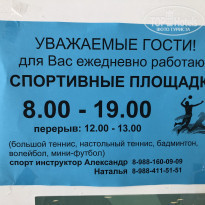 УВАЖАЕМЫЕ ГОСТИ!
для Вас ежедневно работаю
СПОРТИВНЫЕ ПЛОЩАДК
8.00 - 19.00
перерыв: 12.00 - 13.00
(большой теннис, настольный теннис, бадминтон,
волейбол, мини-футбол)
спорт инструктор Александр 8-988-160-09-09
Наталья 8-988-411-51-51